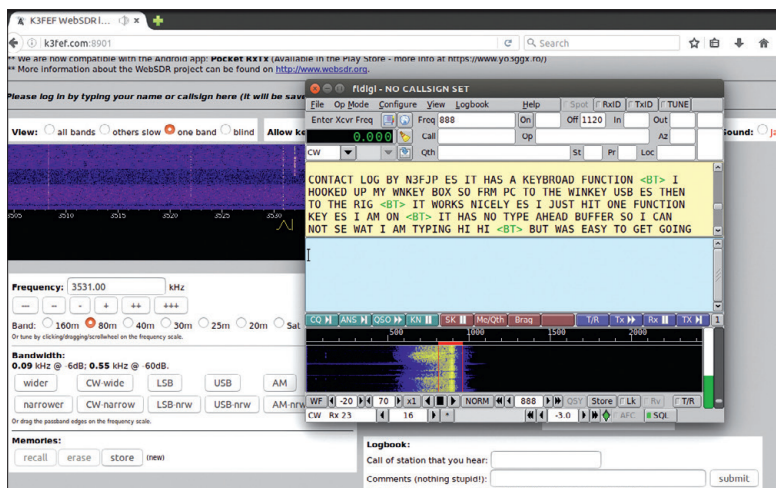 K3FEF WebSDR l...
k3fef.com:8901
Search
** We are now compatible with the Android app: Pocket RxTx (Available in the Play Store - more info at https://www.yo3ggx.ro/)
** More information about the WebSDR project can be found on http://www.websdr.org.
Please log in by typing your name or callsign here (it will be save
View: all bands others slow one band blind Allow ke
Sound: Ja
fldigi - NO CALLSIGN SET
File Op Mode Configure View Logbook Help Spot RxID TxID TUNE
Enter Xcvr Freq Freq 888 On Off 1120 In Out
0.000 Call Op Az
CW Qth St Pr Loc
CONTACT LOG BY N3FJP ES IT HAS A KEYBROAD FUNCTION <BT> I
HOOKED UP MY WNKEY BOX SO FRM PC TO THE WINKEY USB ES THEN
TO THE RIG <BT> IT WORKS NICELY ES I JUST HIT ONE FUNCTION
KEY ES I AM ON <BT> IT HAS NO TYPE AHEAD BUFFER SO I CAN
NOT SE WAT I AM TYPING HI HI <BT> BUT WAS EASY TO GET GOING
3505 3510 3515 3520 3525 3530
Frequency: 3531.00 kHz
--- -- - + ++ +++
Band: 160m 80m 40m 30m 25m 20m Sat
Or tune by clicking/dragging/scrollwheel on the frequency scale.
Bandwidth:
0.09 kHz @ -6dB; 0.55 kHz @ -60dB.
wider CW-wide LSB USB AM
narrower CW-narrow LSB-nrw USB-nrw AM-nrw
Or drag the passband edges on the frequency scale.
Memories:
recall erase store (new)
CQ ANS QSO KN SK Me/Qth Brag T/R Tx Rx TX 1
500 1000 1500 2000
WF -20 70 x1 NORM 888 QSY Store Lk Rv T/R
CW Rx 23 16 * -3.0 AFC SQL
Logbook:
Call of station that you hear:
Comments (nothing stupid!): submit